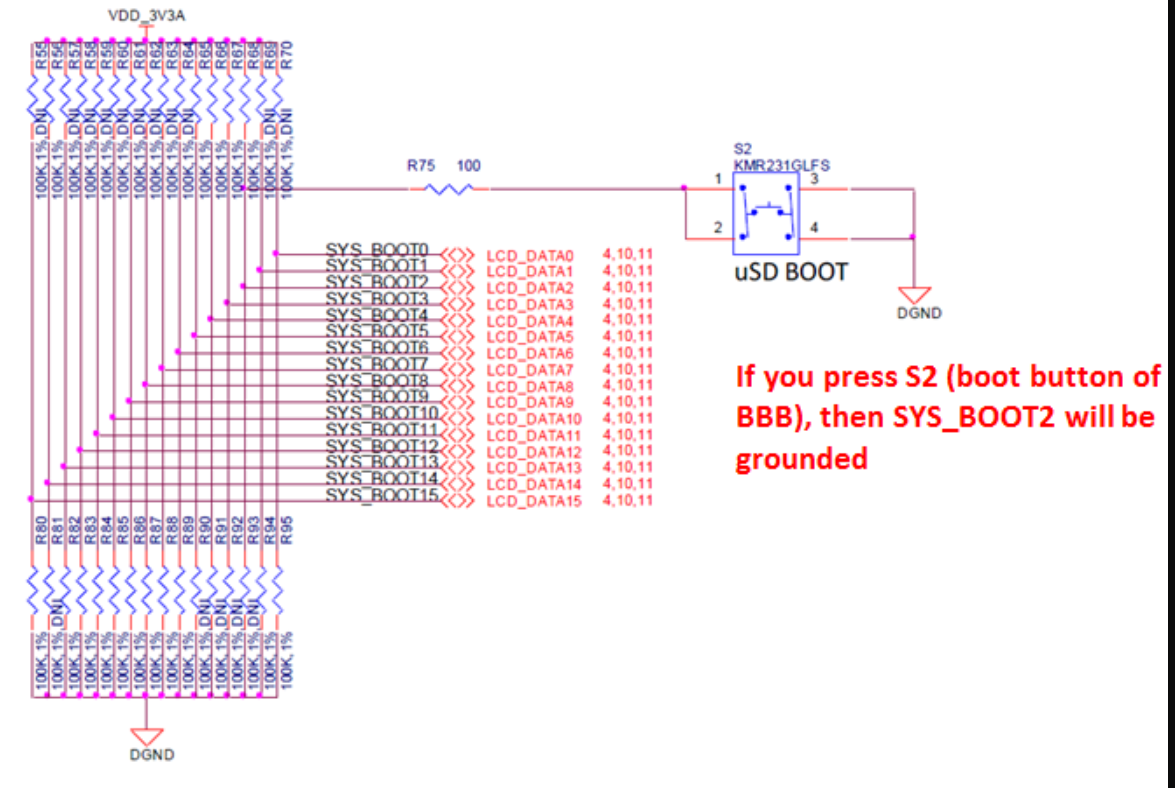 VDD_3V3A
R55
R56
R57
R58
R59
R60
R61
R62
R63
R64
R65
R66
R67
R68
R69
R70
100K,1%,DNI
100K,1%
100K,1%,DNI
100K,1%,DNI
100K,1%,DNI
100K,1%,DNI
100K,1%,DNI
100K,1%,DNI
100K,1%,DNI
100K,1%,DNI
100K,1%
100K,1%
100K,1%
100K,1%
100K,1%,DNI
100K,1%,DNI
R75 100
S2
KMR231GLFS
1 3
2 4
uSD BOOT
DGND
SYS_BOOT0 LCD_DATA0 4,10,11
SYS_BOOT1 LCD_DATA1 4,10,11
SYS_BOOT2 LCD_DATA2 4,10,11
SYS_BOOT3 LCD_DATA3 4,10,11
SYS_BOOT4 LCD_DATA4 4,10,11
SYS_BOOT5 LCD_DATA5 4,10,11
SYS_BOOT6 LCD_DATA6 4,10,11
SYS_BOOT7 LCD_DATA7 4,10,11
SYS_BOOT8 LCD_DATA8 4,10,11
SYS_BOOT9 LCD_DATA9 4,10,11
SYS_BOOT10 LCD_DATA10 4,10,11
SYS_BOOT11 LCD_DATA11 4,10,11
SYS_BOOT12 LCD_DATA12 4,10,11
SYS_BOOT13 LCD_DATA13 4,10,11
SYS_BOOT14 LCD_DATA14 4,10,11
SYS_BOOT15 LCD_DATA15 4,10,11
If you press S2 (boot button of
BBB), then SYS_BOOT2 will be
grounded
R80
R81
R82
R83
R84
R85
R86
R87
R88
R89
R90
R91
R92
R93
R94
R95
100K,1%
100K,1%,DNI
100K,1%
100K,1%
100K,1%
100K,1%
100K,1%
100K,1%
100K,1%
100K,1%
100K,1%,DNI
100K,1%,DNI
100K,1%,DNI
100K,1%,DNI
100K,1%
100K,1%
DGND